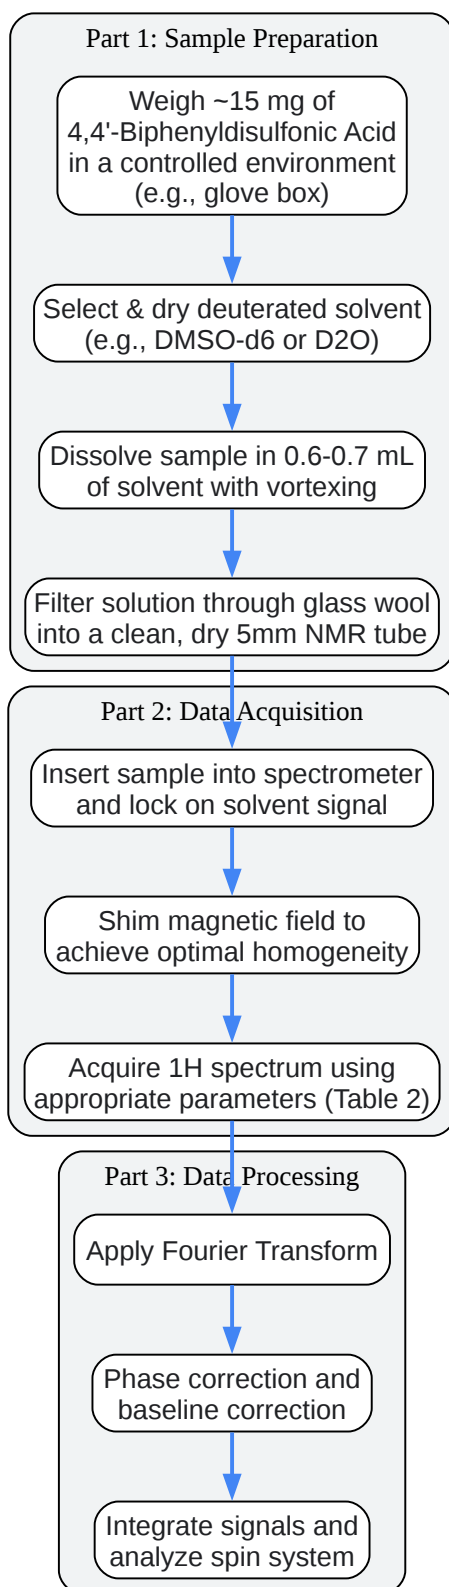 Part 1: Sample Preparation
Weigh ~15 mg of
4,4'-Biphenyldisulfonic Acid
in a controlled environment
(e.g., glove box)
Select & dry deuterated solvent
(e.g., DMSO-d6 or D2O)
Dissolve sample in 0.6-0.7 mL
of solvent with vortexing
Filter solution through glass wool
into a clean, dry 5mm NMR tube
Part 2: Data Acquisition
Insert sample into spectrometer
and lock on solvent signal
Shim magnetic field to
achieve optimal homogeneity
Acquire 1H spectrum using
appropriate parameters (Table 2)
Part 3: Data Processing
Apply Fourier Transform
Phase correction and
baseline correction
Integrate signals and
analyze spin system